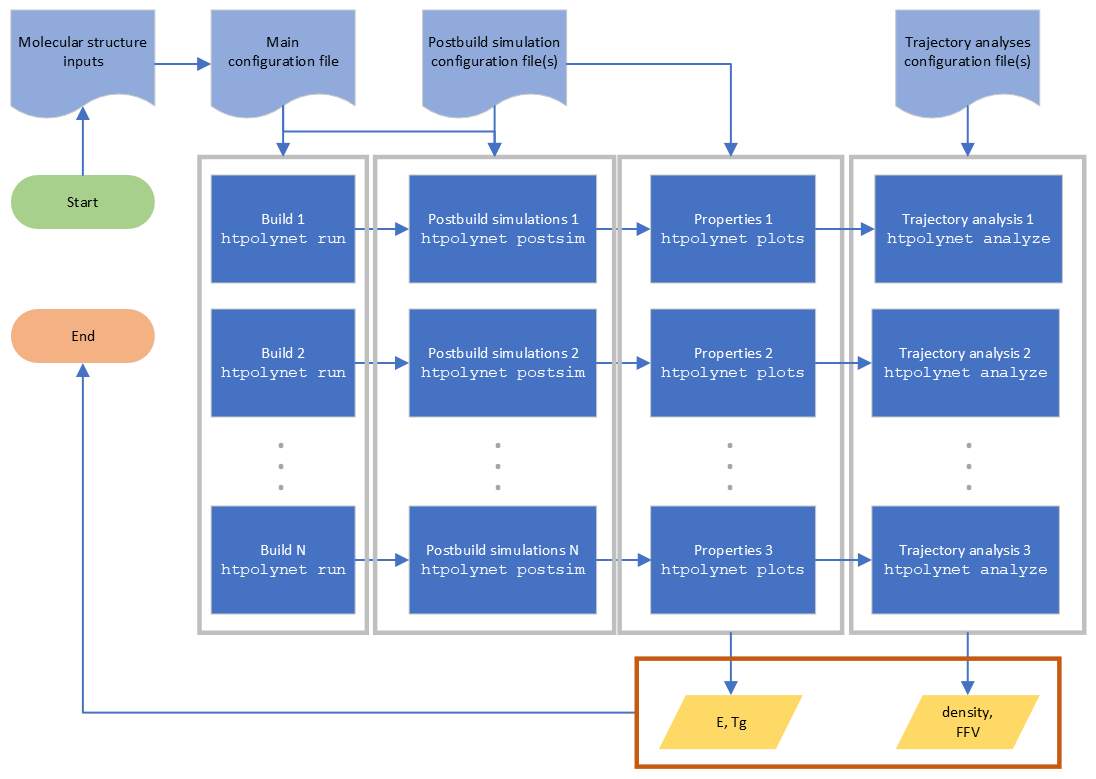 Molecular structure
inputs
Main
configuration file
Postbuild simulation
configuration file(s)
Trajectory analyses
configuration file(s)
Start
End
Build 1
htpolynet run
Postbuild simulations 1
htpolynet postsim
Properties 1
htpolynet plots
Trajectory analysis 1
htpolynet analyze
Build 2
htpolynet run
Postbuild simulations 2
htpolynet postsim
Properties 2
htpolynet plots
Trajectory analysis 2
htpolynet analyze
Build N
htpolynet run
Postbuild simulations N
htpolynet postsim
Properties 3
htpolynet plots
Trajectory analysis 3
htpolynet analyze
E, Tg
density,
FFV